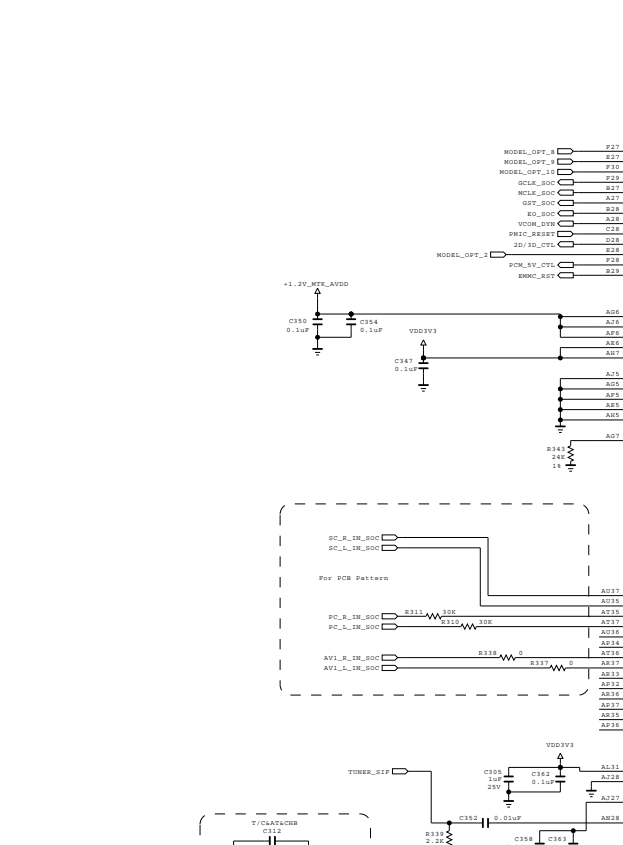 MODEL_OPT_8 F27
MODEL_OPT_9 E27
MODEL_OPT_10 F30
GCLK_SOC F29
MCLK_SOC B27
GST_SOC A27
EO_SOC B28
VCOM_DYN A28
PMIC_RESET C28
2D/3D_CTL D28
MODEL_OPT_2 E28
PCM_5V_CTL F28
EMMC_RST B29
+1.2V_MTK_AVDD
AG6
C350 C354 AJ6
0.1uF 0.1uF VDD3V3 AF6
AE6
AH7
C347
0.1uF
AJ5
AG5
AF5
AE5
AH5
AG7
R343
24K
1%
SC_R_IN_SOC
SC_L_IN_SOC
For PCB Pattern
AU37
AU35
PC_R_IN_SOC R311 30K AT35
PC_L_IN_SOC R310 30K AT37
AU36
AP34
AV1_R_IN_SOC R338 0 AT36
AV1_L_IN_SOC R337 0 AR37
AR33
AP32
AR36
AP37
AR35
AP36
VDD3V3
TUNER_SIF C305 C362 AL31
1uF 0.1uF AJ28
25V
AJ27
C352 0.01uF AN28
T/C&AT&CHB
C312
R339 C358 C363
2.2K